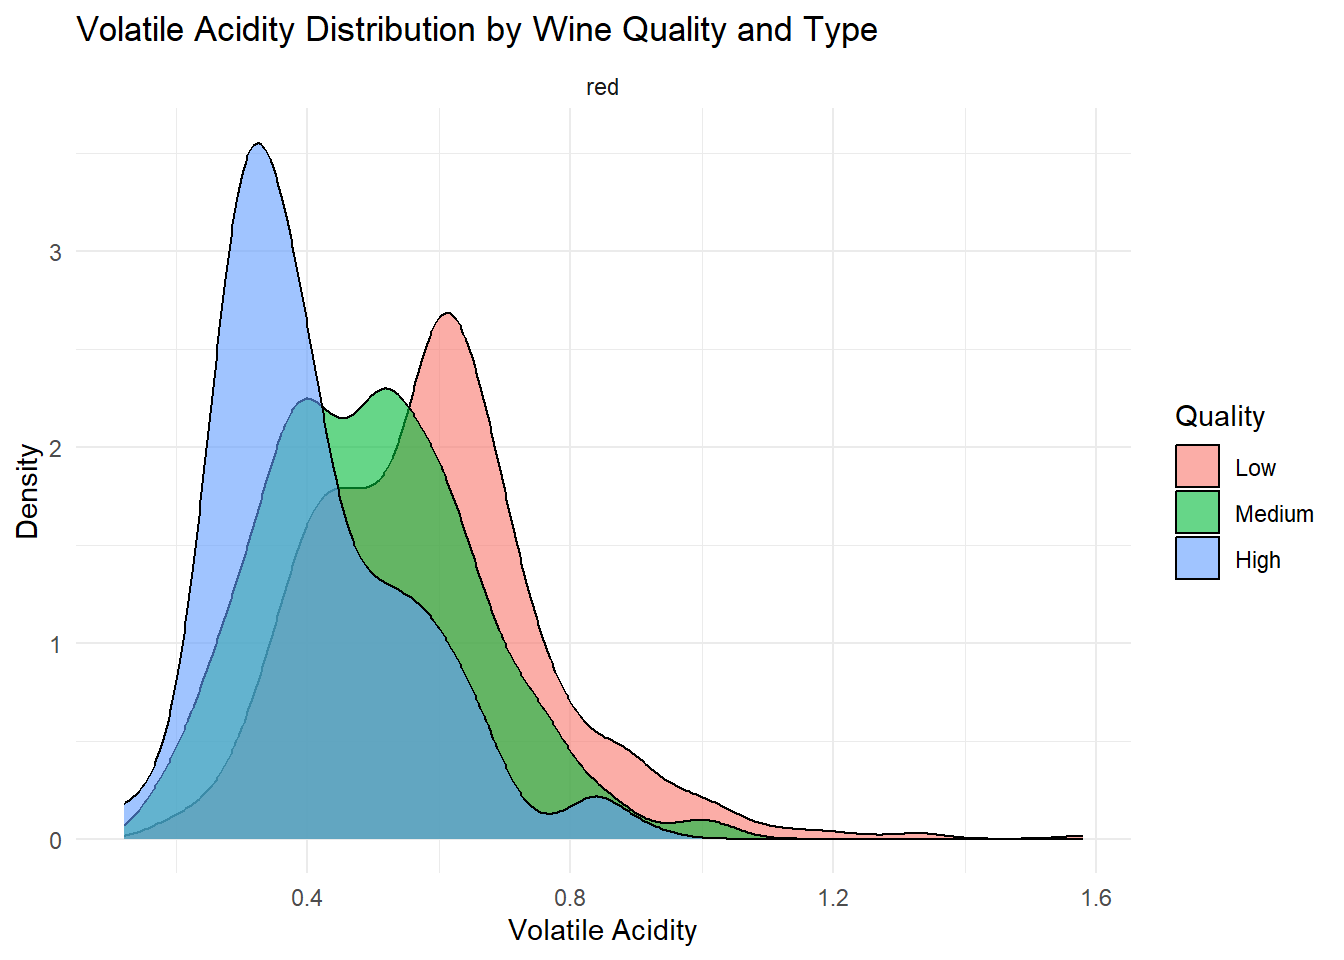 Volatile Acidity Distribution by Wine Quality and Type
red
3
2
1
0
Density
0.4 0.8 1.2 1.6
Volatile Acidity
Quality
Low
Medium
High